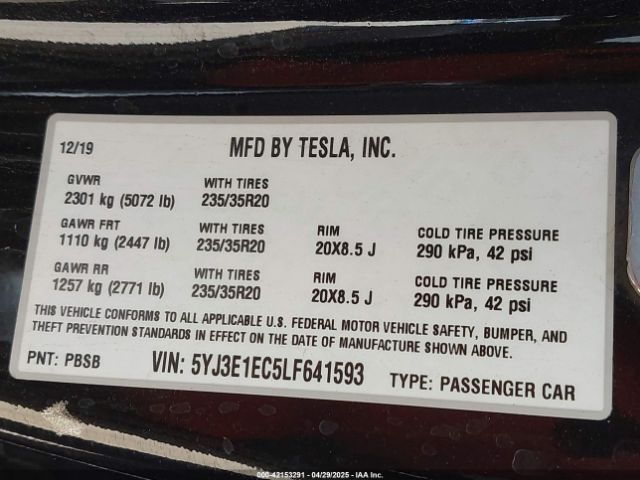 12/19 MFD BY TESLA, INC.
GVWR WITH TIRES
2301 kg (5072 lb) 235/35R20
GAWR FRT WITH TIRES RIM COLD TIRE PRESSURE
1110 kg (2447 lb) 235/35R20 20X8.5 J 290 kPa, 42 psi
GAWR RR WITH TIRES RIM COLD TIRE PRESSURE
1257 kg (2771 lb) 235/35R20 20X8.5 J 290 kPa, 42 psi
THIS VEHICLE CONFORMS TO ALL APPLICABLE U.S. FEDERAL MOTOR VEHICLE SAFETY, BUMPER, AND
THEFT PREVENTION STANDARDS IN EFFECT ON THE DATE OF MANUFACTURE SHOWN ABOVE.
PNT: PBSB VIN: 5YJ3E1EC5LF641593 TYPE: PASSENGER CAR
000-42153291 - 04/29/2025 - IAA Inc.